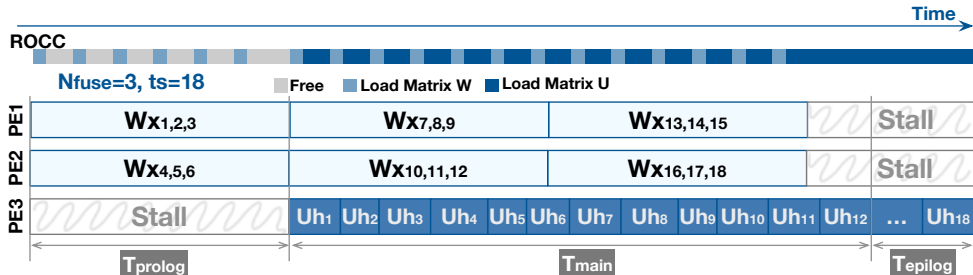 Time
ROCC
Nfuse=3, ts=18
Free Load Matrix W Load Matrix U
PE1 Wx1,2,3 Wx7,8,9 Wx13,14,15 Stall
PE2 Wx4,5,6 Wx10,11,12 Wx16,17,18 Stall
PE3 Stall Uh1 Uh2 Uh3 Uh4 Uh5 Uh6 Uh7 Uh8 Uh9 Uh10 Uh11 Uh12 ... Uh18
Tprolog Tmain Tepilog